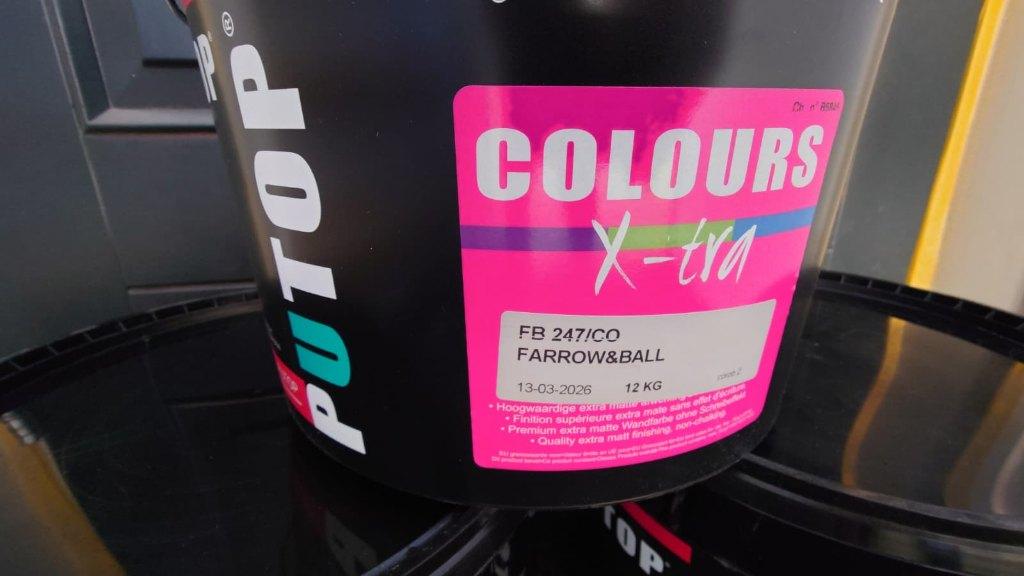 PUTOP®
COLOURS
X-tra
FB 247/CO
FARROW&BALL
13-03-2026 12 KG
• Hoogwaardige extra matte
• Finition supérieure extra mate sans effet d'écriture.
• Premium extra matte Wandfarbe ohne Schreibeffekt.
• Quality extra matt finishing, non-chalking.
TOP